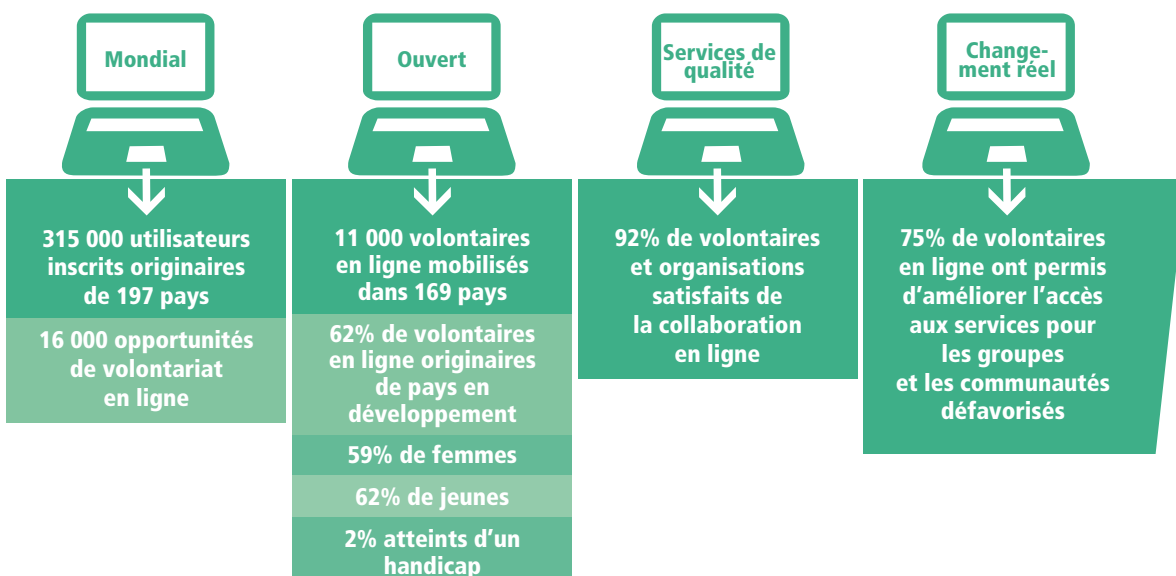 Mondial
315 000 utilisateurs
inscrits originaires
de 197 pays
16 000 opportunités
de volontariat
en ligne
Ouvert
11 000 volontaires
en ligne mobilisés
dans 169 pays
62% de volontaires
en ligne originaires
de pays en
développement
59% de femmes
62% de jeunes
2% atteints d’un
handicap
Services de
qualité
92% de volontaires
et organisations
satisfaits de
la collaboration
en ligne
Change-
ment réel
75% de volontaires
en ligne ont permis
d’améliorer l’accès
aux services pour
les groupes
et les communautés
défavorisés